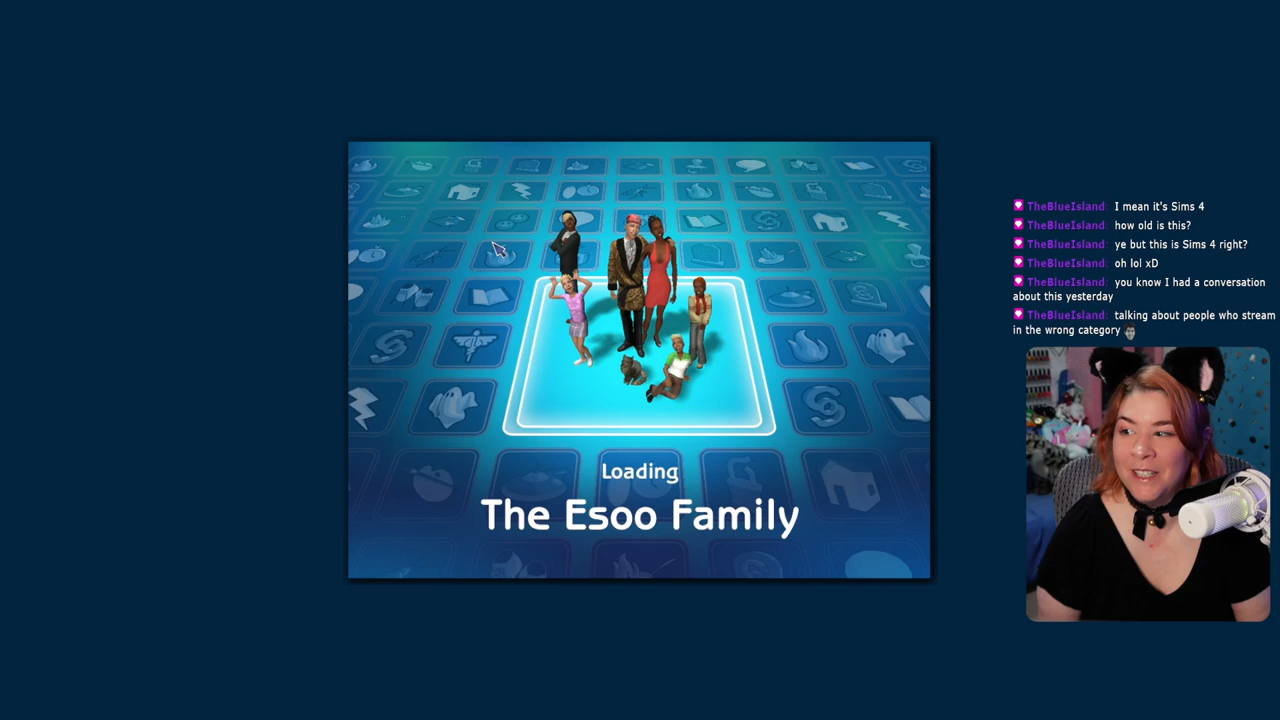 Loading
The Esoo Family
TheBlueIsland: I mean it's Sims 4
TheBlueIsland: how old is this?
TheBlueIsland: ye but this is Sims 4 right?
TheBlueIsland: oh lol xD
TheBlueIsland: you know I had a conversation
about this yesterday
TheBlueIsland: talking about people who stream
in the wrong category